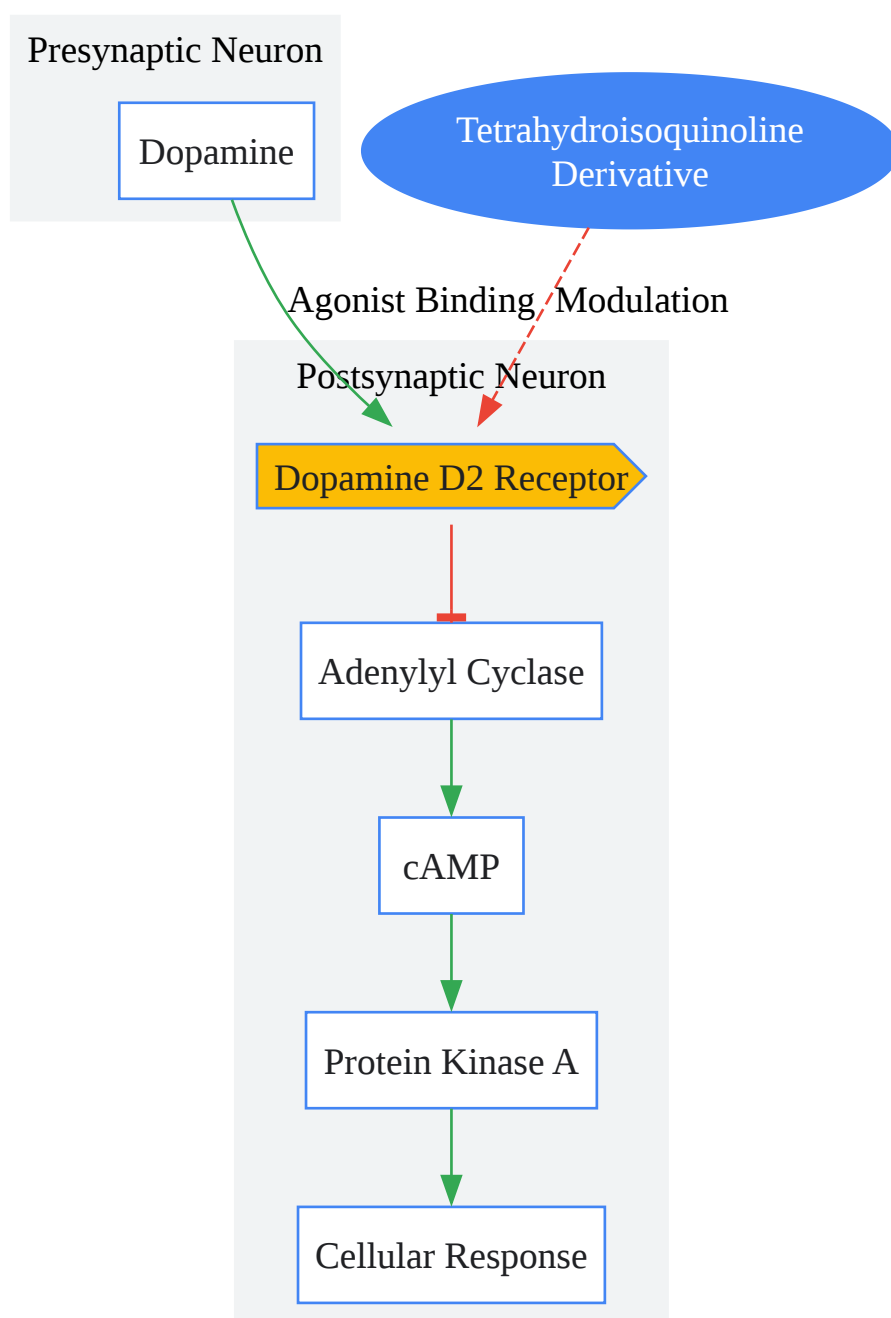 Presynaptic Neuron
Dopamine
Tetrahydroisoquinoline
Derivative
Agonist Binding
Modulation
Postsynaptic Neuron
Dopamine D2 Receptor
Adenylyl Cyclase
cAMP
Protein Kinase A
Cellular Response